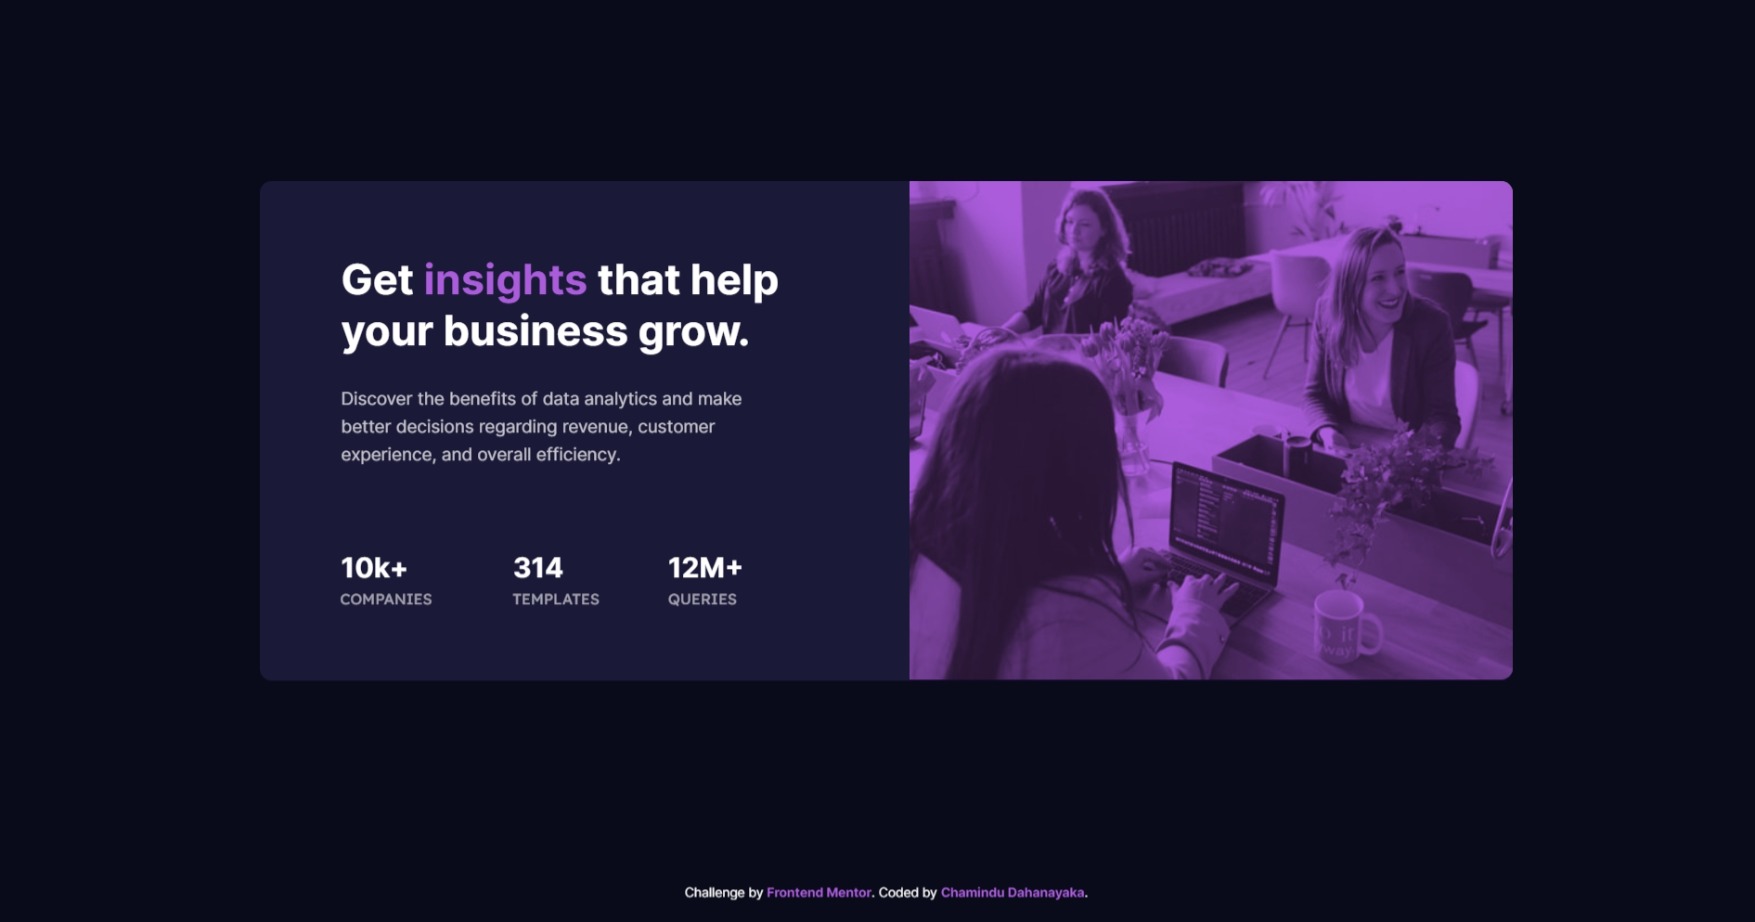 Get insights that help
your business grow.
Discover the benefits of data analytics and make
better decisions regarding revenue, customer
experience, and overall efficiency.
10k+ 314 12M+
COMPANIES TEMPLATES QUERIES
Challenge by Frontend Mentor. Coded by Chamindu Dahanayaka.